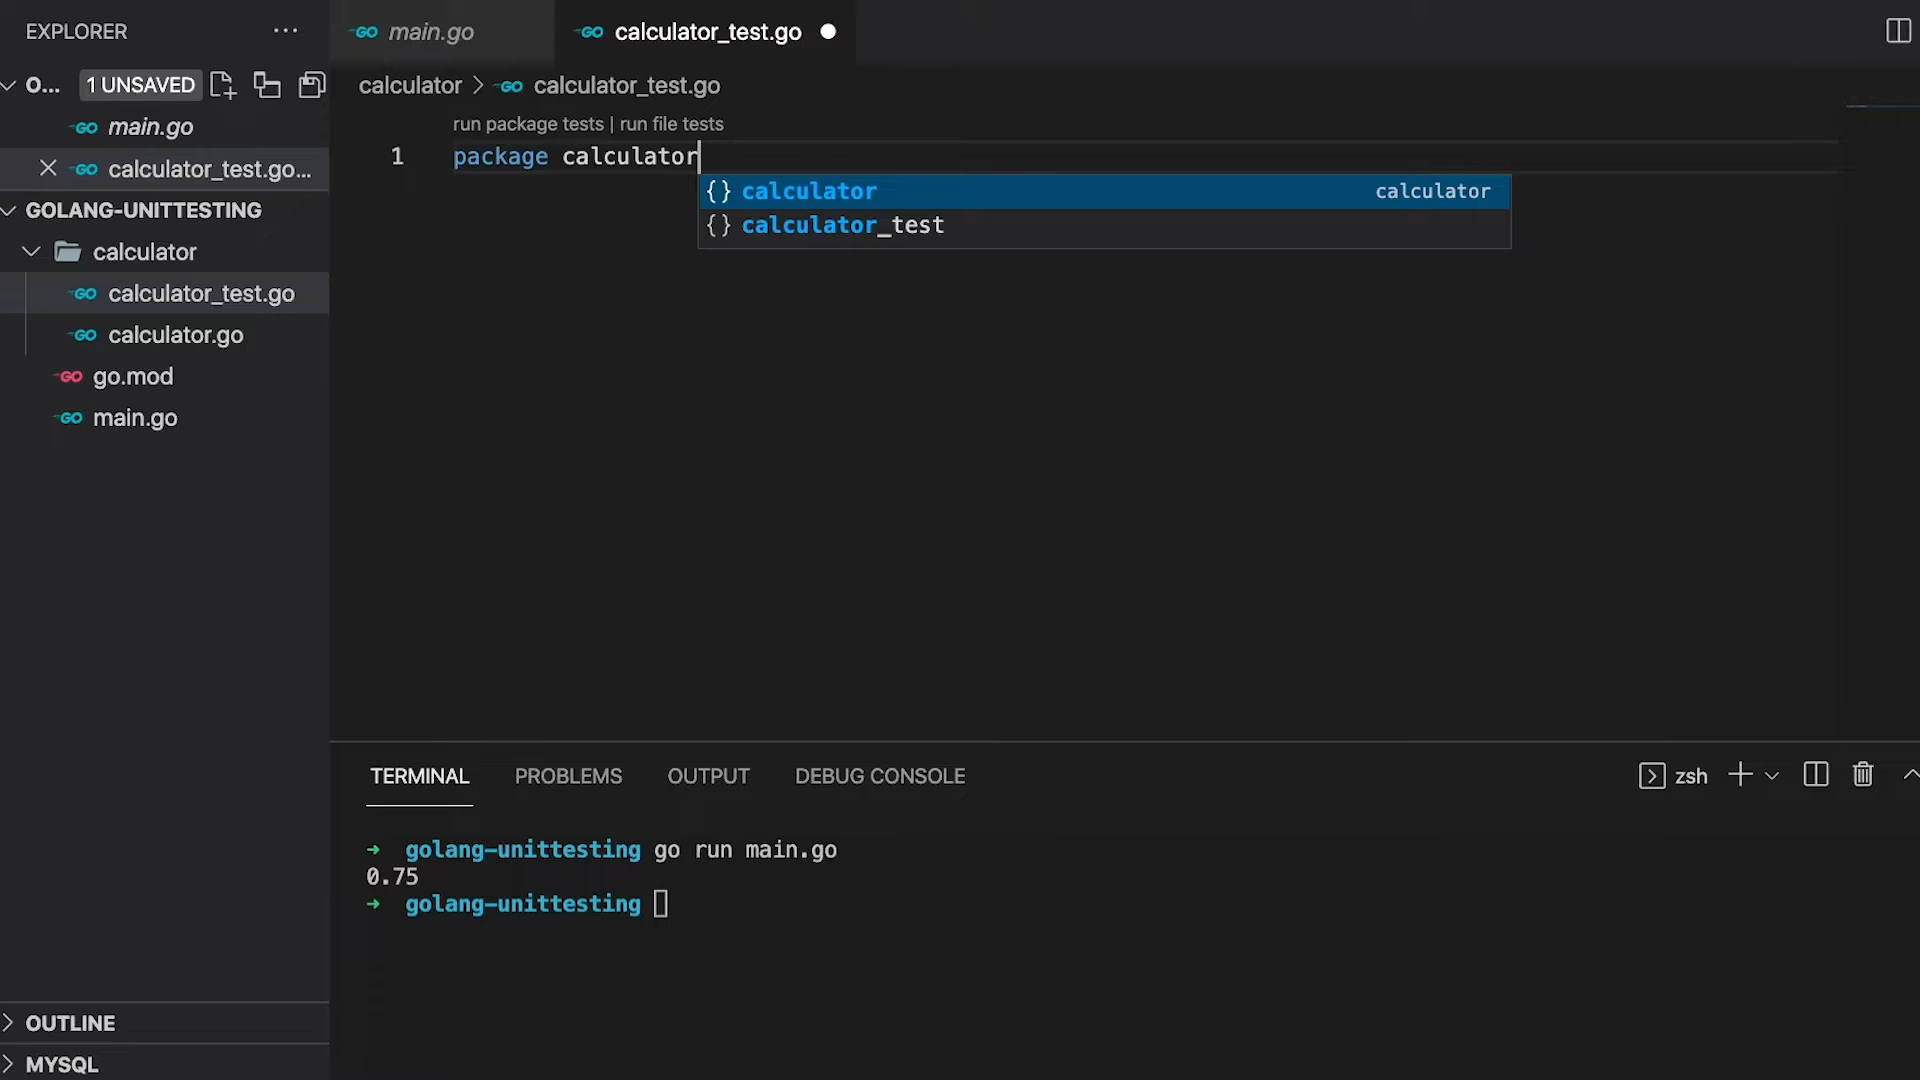 EXPLORER
main.go
calculator_test.go
O... 1 UNSAVED
main.go
calculator_test.go...
GOLANG-UNITTESTING
calculator
calculator_test.go
calculator.go
go.mod
main.go
OUTLINE
MYSQL
calculator > calculator_test.go
run package tests | run file tests
1 package calculator
{} calculator calculator
{} calculator_test
TERMINAL PROBLEMS OUTPUT DEBUG CONSOLE zsh
➜ golang-unittesting go run main.go
0.75
➜ golang-unittesting